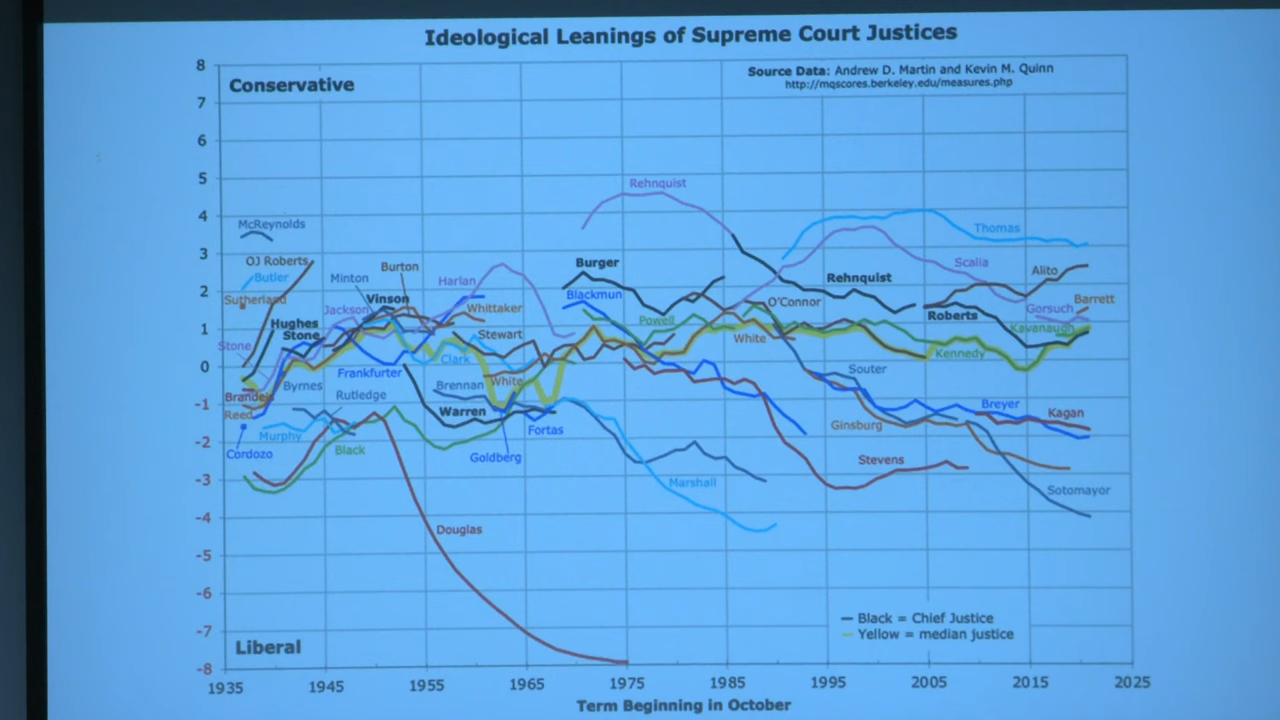 Ideological Leanings of Supreme Court Justices
8
Conservative
Source Data: Andrew D. Martin and Kevin M. Quinn
http://mqscores.berkeley.edu/measures.php
7
6
5
Rehnquist
4
McReynolds
Thomas
3
OJ Roberts
Burton
Burger
Scalia
Alito
Butler
Minton
Harlan
Rehnquist
2
Sutherland
Vinson
Blackmun
O'Connor
Barrett
Jackson
Whittaker
Gorsuch
Roberts
Hughes
Powell
Kavanaugh
1
Stone
Stewart
White
Stone
Clark
Kennedy
0
Frankfurter
Souter
Byrnes
Brennan
White
Brandeis
Rutledge
Breyer
-1
Reed
Warren
Kagan
Murphy
Fortas
Ginsburg
-2
Cordozo
Black
Goldberg
Stevens
-3
Marshall
Sotomayor
-4
Douglas
-5
-6
Black = Chief Justice
-7
Yellow = median justice
Liberal
-8
1935 1945 1955 1965 1975 1985 1995 2005 2015 2025
Term Beginning in October